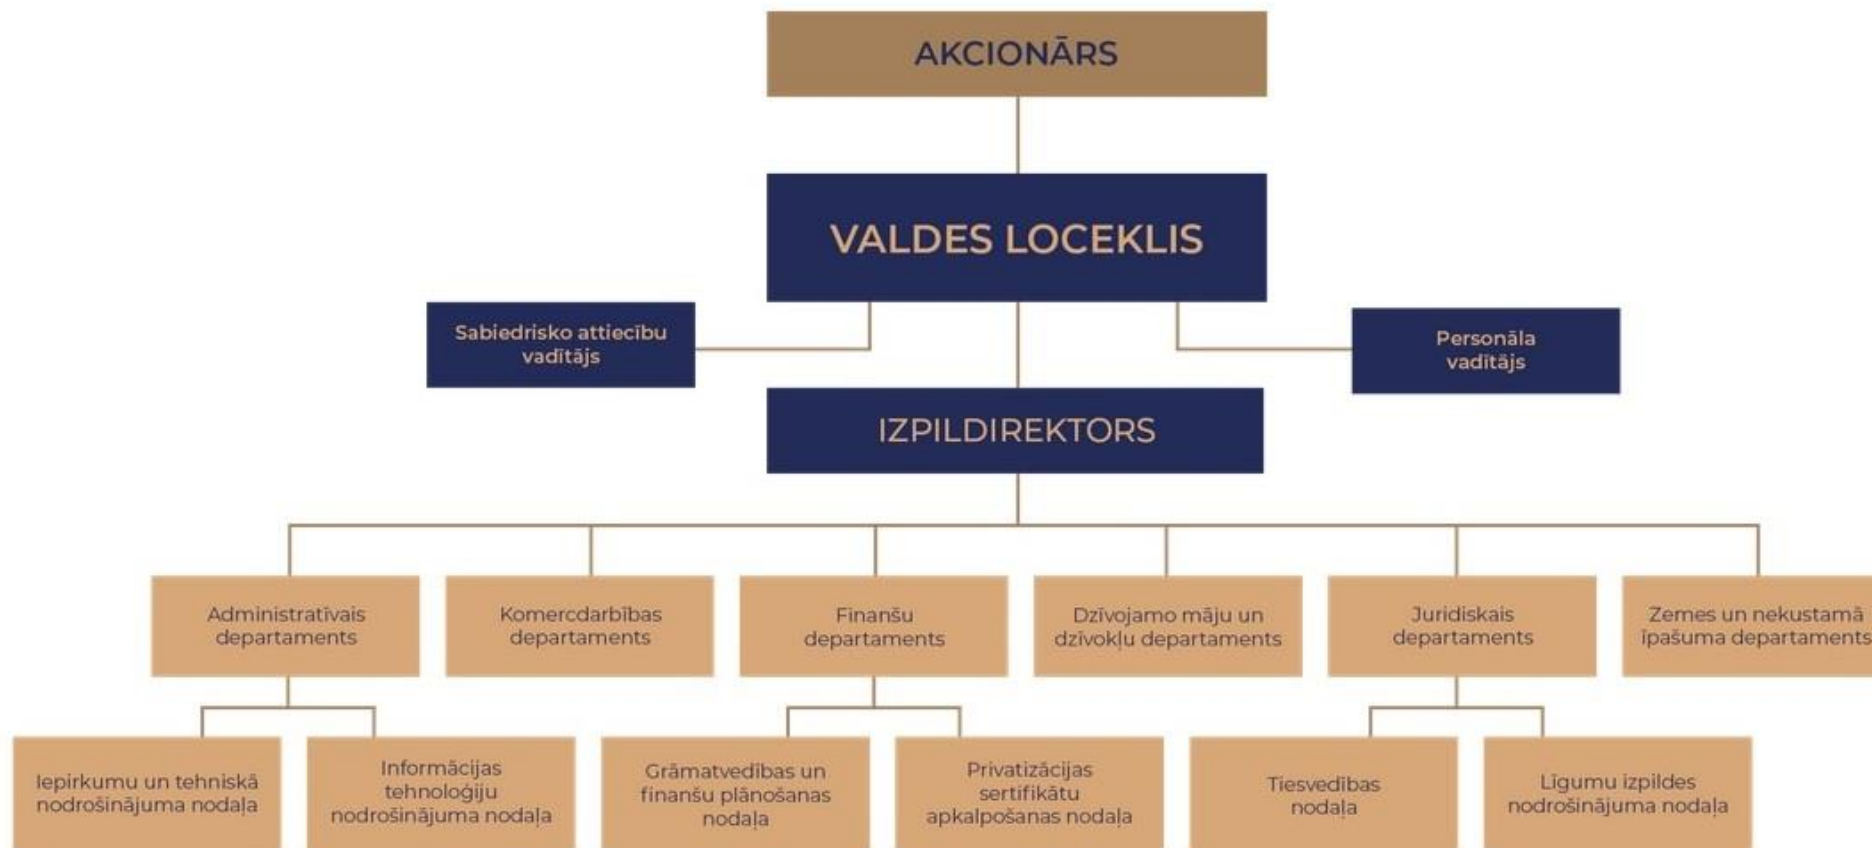 AKCIONĀRS
VALDES LOCEKLIS
Sabiedrisko attiecību
vadītājs
Personāla
vadītājs
IZPILDIREKTORS
Administratīvais
departaments
Komercdarbības
departaments
Finanšu
departaments
Dzīvojamo māju un
dzīvokļu departaments
Juridiskais
departaments
Zemes un nekustamā
īpašuma departaments
Iepirkumu un tehniskā
nodrošinājuma nodaļa
Informācijas
tehnoloģiju
nodrošinājuma nodaļa
Grāmatvedības un
finanšu plānošanas
nodaļa
Privatizācijas
sertifikātu
apkalpošanas nodaļa
Tiesvedības
nodaļa
Līgumu izpildes
nodrošinājuma nodaļa